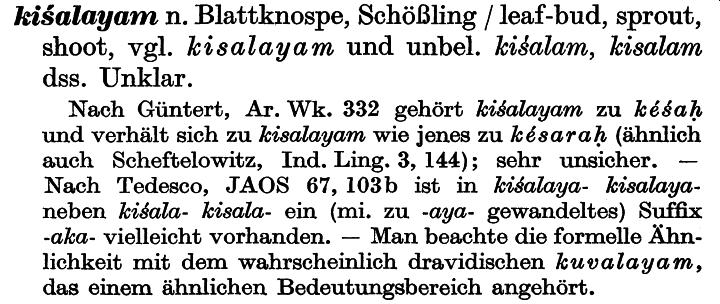 kiśalayam n. Blattknospe, Schößling / leaf-bud, sprout,
shoot, vgl. kisalayam und unbel. kiśalam, kisalam
dss. Unklar.
Nach Güntert, Ar. Wk. 332 gehört kiśalayam zu kéśaḥ
und verhält sich zu kisalayam wie jenes zu késaraḥ (ähnlich
auch Scheftelowitz, Ind. Ling. 3, 144); sehr unsicher. —
Nach Tedesco, JAOS 67, 103b ist in kiśalaya- kisalaya-
neben kiśala- kisala- ein (mi. zu -aya- gewandeltes) Suffix
-aka- vielleicht vorhanden. — Man beachte die formelle Ähn-
lichkeit mit dem wahrscheinlich dravidischen kuvalayam,
das einem ähnlichen Bedeutungsbereich angehört.